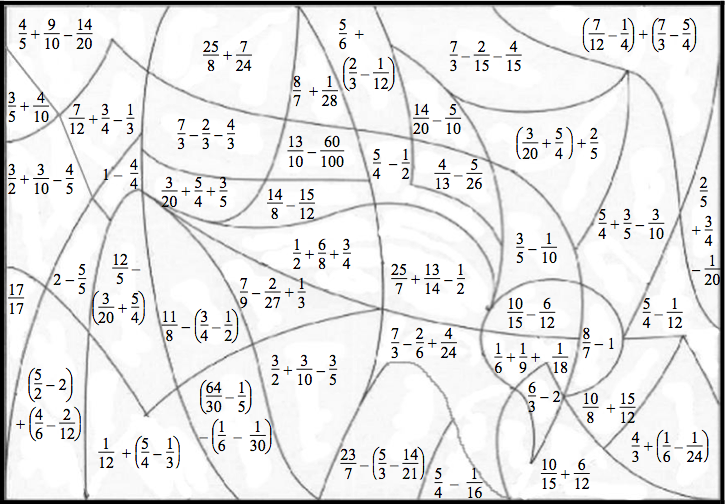 4/5 + 9/10 − 14/20
25/8 + 7/24
5/6 + (2/3 − 1/12)
7/3 − 2/15 − 4/15
(7/12 − 1/4) + (7/3 − 5/4)
3/5 + 4/10
7/12 + 3/4 − 1/3
8/7 + 1/28
7/3 − 2/3 − 4/3
13/10 − 60/100
14/20 − 5/10
(3/20 + 5/4) + 2/5
3/2 + 3/10 − 4/5
1 − 4/4
3/20 + 5/4 + 3/5
5/4 − 1/2
4/13 − 5/26
14/8 − 15/12
2/5 + 3/4 − 1/20
5/4 + 3/5 − 3/10
3/5 − 1/10
1/2 + 6/8 + 3/4
17/17
2 − 5/5
12/5 − (3/20 + 5/4)
7/9 − 2/27 + 1/3
25/7 + 13/14 − 1/2
11/8 − (3/4 − 1/2)
10/15 − 6/12
5/4 − 1/12
7/3 − 2/6 + 4/24
8/7 − 1
1/6 + 1/9 + 1/18
(5/2 − 2) + (4/6 − 2/12)
3/2 + 3/10 − 3/5
(64/30 − 1/5) − (1/6 − 1/30)
6/3 − 2
10/8 + 15/12
1/12 + (5/4 − 1/3)
23/7 − (5/3 − 14/21)
5/4 − 1/16
10/15 + 6/12
4/3 + (1/6 − 1/24)